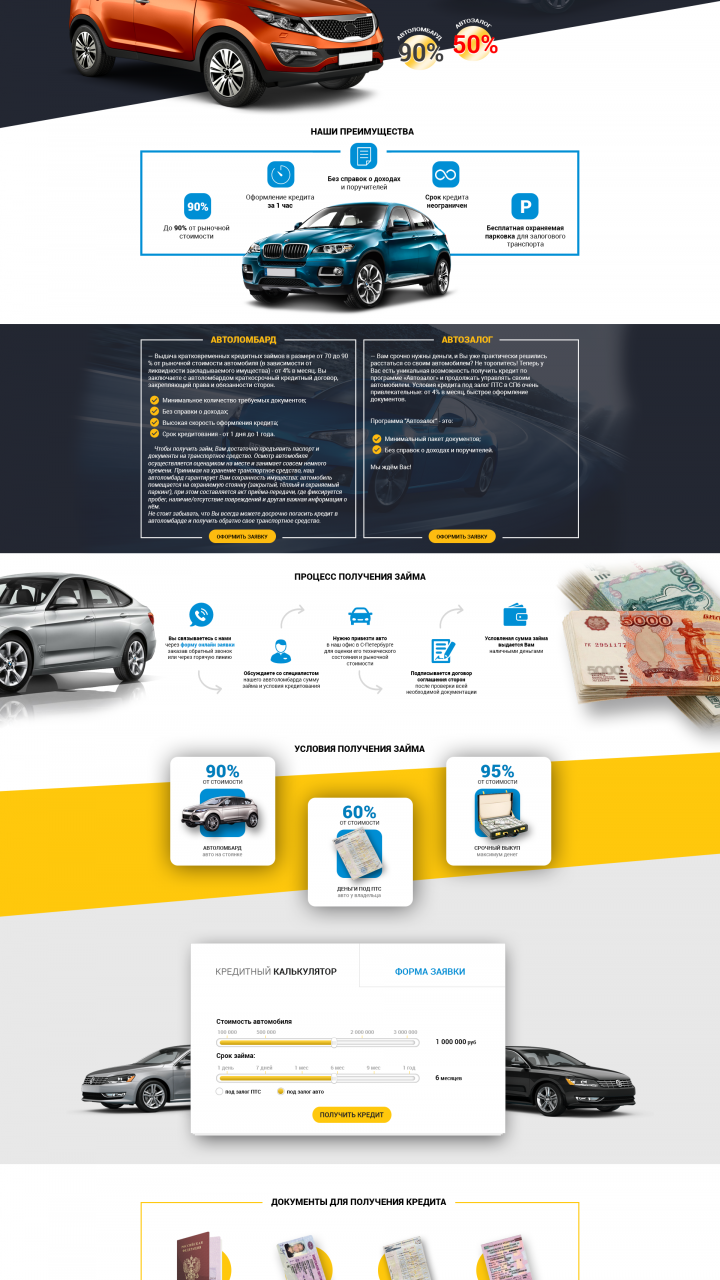 АВТОЛОМБАРД
90%
АВТОЗАЛОГ
50%
НАШИ ПРЕИМУЩЕСТВА
90%
До 90% от рыночной
стоимости
Оформление кредита
за 1 час
Без справок о доходах
и поручителей
Срок кредита
неограничен
P
Бесплатная охраняемая
парковка для залогового
транспорта
АВТОЛОМБАРД
— Выдача кратковременных кредитных займов в размере от 70 до 90
% от рыночной стоимости автомобиля (в зависимости от
ликвидности закладываемого имущества) - от 4% в месяц. Вы
заключаете с автоломбардом краткосрочный кредитный договор,
закрепляющий права и обязанности сторон.
Минимальное количество требуемых документов;
Без справки о доходах;
Высокая скорость оформления кредита;
Срок кредитования - от 1 дня до 1 года.
Чтобы получить займ, Вам достаточно предъявить паспорт и
документы на транспортное средство. Осмотр автомобиля
осуществляется оценщиком на месте и занимает совсем немного
времени. Принимая на хранение транспортное средство, наш
автоломбард гарантирует Вам сохранность имущества: автомобиль
помещается на охраняемую стоянку (закрытый, тёплый и охраняемый
паркинг), при этом составляется акт приёма-передачи, где фиксируется
пробег, наличие/отсутствие повреждений и другая важная информация о
нём.
Не стоит забывать, что Вы всегда можете досрочно погасить кредит в
автоломбарде и получить обратно свое транспортное средство.
ОФОРМИТЬ ЗАЯВКУ
АВТОЗАЛОГ
— Вам срочно нужны деньги, и Вы уже практически решились
расстаться со своим автомобилем? Не торопитесь! Теперь у
Вас есть уникальная возможность получить кредит по
программе «Автозалог» и продолжать управлять своим
автомобилем. Условия кредита под залог ПТС в СПб очень
привлекательные: от 4% в месяц, быстрое оформление
документов.
Программа "Автозалог" - это:
Минимальный пакет документов;
Без справок о доходах и поручителей.
Мы ждём Вас!
ОФОРМИТЬ ЗАЯВКУ
ПРОЦЕСС ПОЛУЧЕНИЯ ЗАЙМА
Вы связываетесь с нами
через форму онлайн заявки
заказав обратный звонок
или через горячую линию
Обсуждаете со специалистом
нашего автоломбарда сумму
займа и условия кредитования
Нужно привезти авто
в наш офис в С-Петербурге
для оценки его технического
состояния и рыночной
стоимости
Подписывается договор
соглашения сторон
после проверки всей
необходимой документации
Условленая сумма займа
выдается Вам
наличными деньгами
1000
5000
5000
УСЛОВИЯ ПОЛУЧЕНИЯ ЗАЙМА
90%
ОТ СТОИМОСТИ
АВТОЛОМБАРД
авто на стоянке
60%
ОТ СТОИМОСТИ
ДЕНЬГИ ПОД ПТС
авто у владельца
95%
ОТ СТОИМОСТИ
СРОЧНЫЙ ВЫКУП
максимум денег
КРЕДИТНЫЙ КАЛЬКУЛЯТОР
ФОРМА ЗАЯВКИ
Стоимость автомобиля
100 000 500 000 2 000 000 3 000 000
1 000 000 руб
Срок займа:
1 день 7 дней 1 мес 6 мес 9 мес 1 год
6 месяцев
под залог ПТС под залог авто
ПОЛУЧИТЬ КРЕДИТ
ДОКУМЕНТЫ ДЛЯ ПОЛУЧЕНИЯ КРЕДИТА